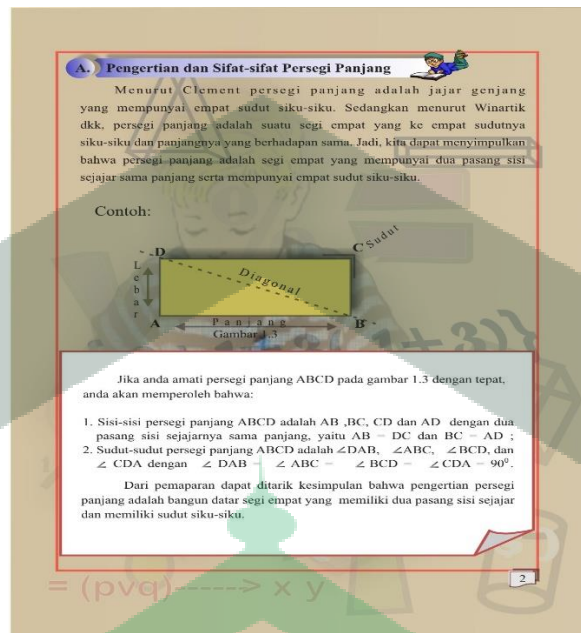 A. Pengertian dan Sifat-sifat Persegi Panjang
Menurut Clement persegi panjang adalah jajar genjang
yang mempunyai empat sudut siku-siku. Sedangkan menurut Winartik
dkk, persegi panjang adalah suatu segi empat yang ke empat sudutnya
siku-siku dan panjangnya yang berhadapan sama. Jadi, kita dapat menyimpulkan
bahwa persegi panjang adalah segi empat yang mempunyai dua pasang sisi
sejajar sama panjang serta mempunyai empat sudut siku-siku.
Contoh:
D
C
Sudut
Lebar
Diagonal
A
Panjang
B
Gambar 1.3
Jika anda amati persegi panjang ABCD pada gambar 1.3 dengan tepat,
anda akan memperoleh bahwa:
1. Sisi-sisi persegi panjang ABCD adalah AB ,BC, CD dan AD dengan dua
pasang sisi sejajarnya sama panjang, yaitu AB = DC dan BC = AD ;
2. Sudut-sudut persegi panjang ABCD adalah ∠DAB, ∠ABC, ∠BCD, dan
∠ CDA dengan ∠ DAB = ∠ ABC = ∠ BCD = ∠ CDA = 90⁰.
Dari pemaparan dapat ditarik kesimpulan bahwa pengertian persegi
panjang adalah bangun datar segi empat yang memiliki dua pasang sisi sejajar
dan memiliki sudut siku-siku.
2
= (pvq)-----> x y